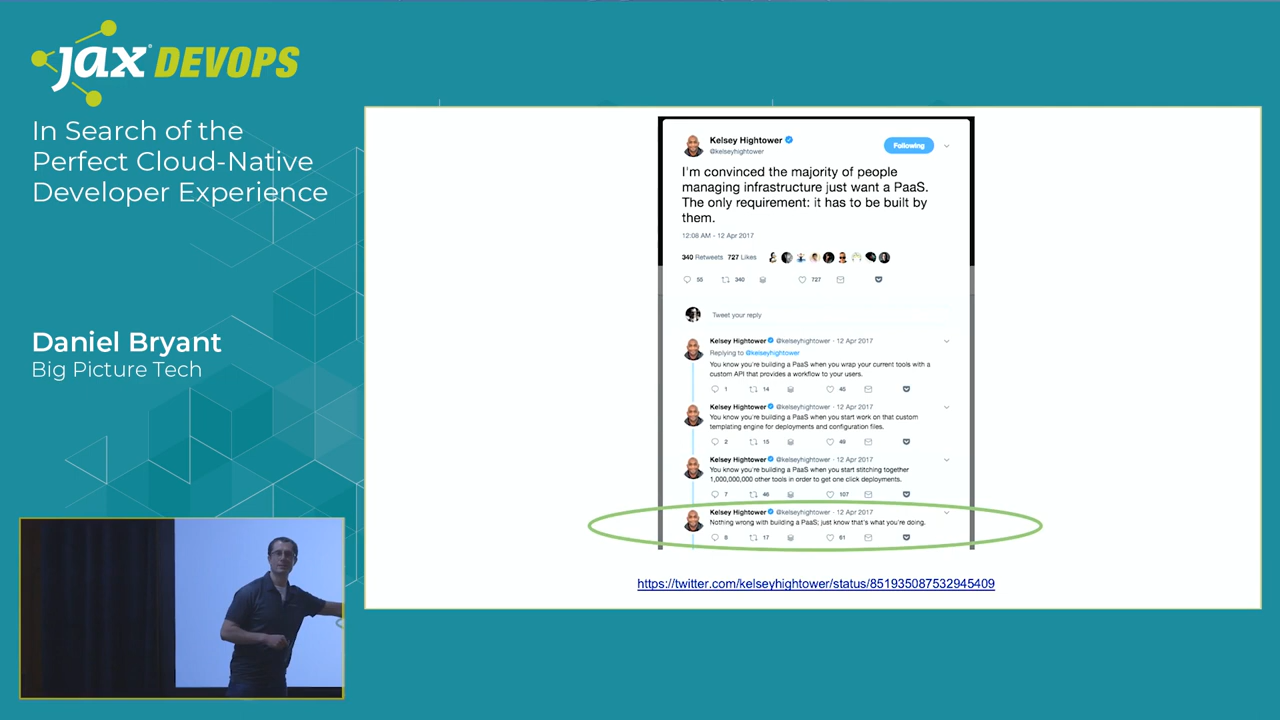 jax DEVOPS
In Search of the
Perfect Cloud-Native
Developer Experience
Daniel Bryant
Big Picture Tech
Kelsey Hightower
@kelseyhightower
Following
I'm convinced the majority of people
managing infrastructure just want a PaaS.
The only requirement: it has to be built by
them.
12:08 AM - 12 Apr 2017
340 Retweets 727 Likes
55 340 727
Tweet your reply
Kelsey Hightower @kelseyhightower · 12 Apr 2017
Replying to @kelseyhightower
You know you're building a PaaS when you wrap your current tools with a
custom API that provides a workflow to your users.
1 14 45
Kelsey Hightower @kelseyhightower · 12 Apr 2017
You know you're building a PaaS when you start work on that custom
templating engine for deployments and configuration files.
2 15 49
Kelsey Hightower @kelseyhightower · 12 Apr 2017
You know you're building a PaaS when you start stitching together
1,000,000,000 other tools in order to get one click deployments.
7 46 107
Kelsey Hightower @kelseyhightower · 12 Apr 2017
Nothing wrong with building a PaaS; just know that's what you're doing.
8 17 61
https://twitter.com/kelseyhightower/status/851935087532945409